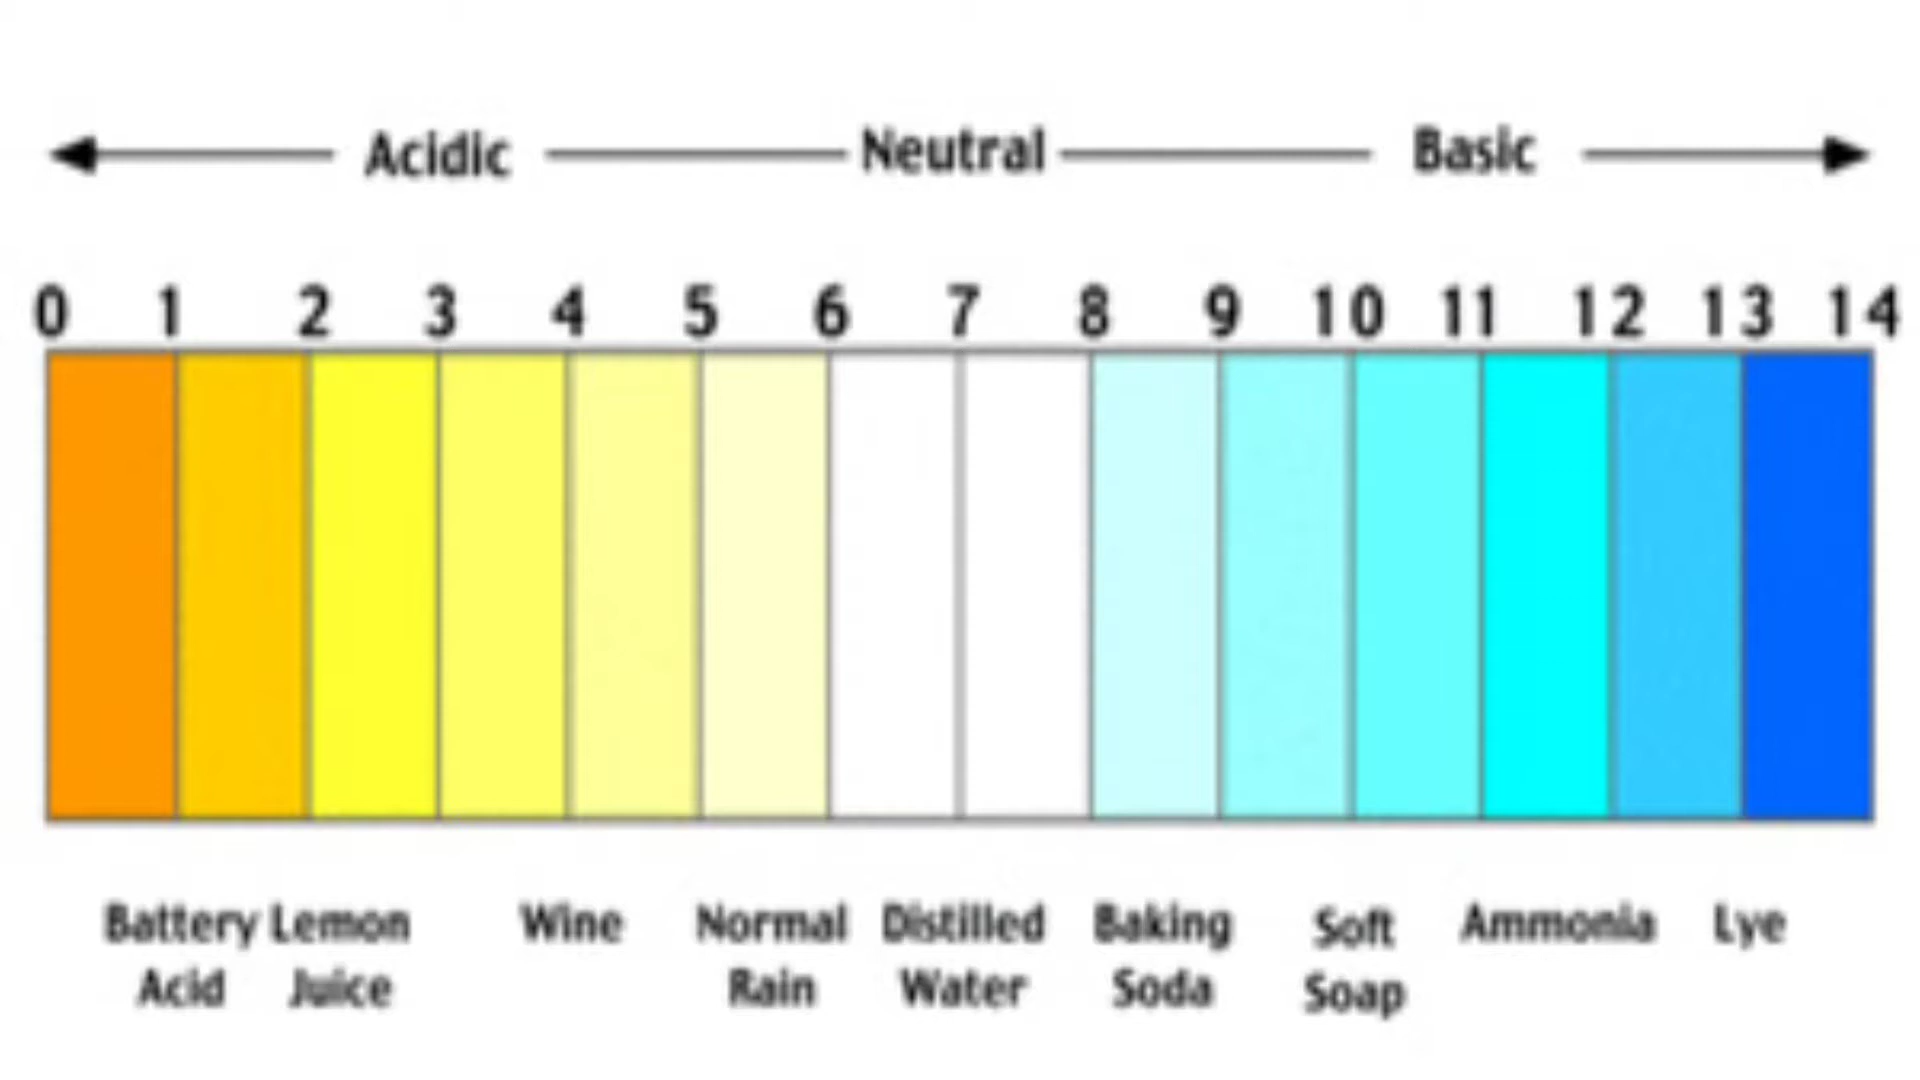 Acidic Neutral Basic
0 1 2 3 4 5 6 7 8 9 10 11 12 13 14
Battery Lemon Wine Normal Distilled Baking Soft Ammonia Lye
Acid Juice Rain Water Soda Soap